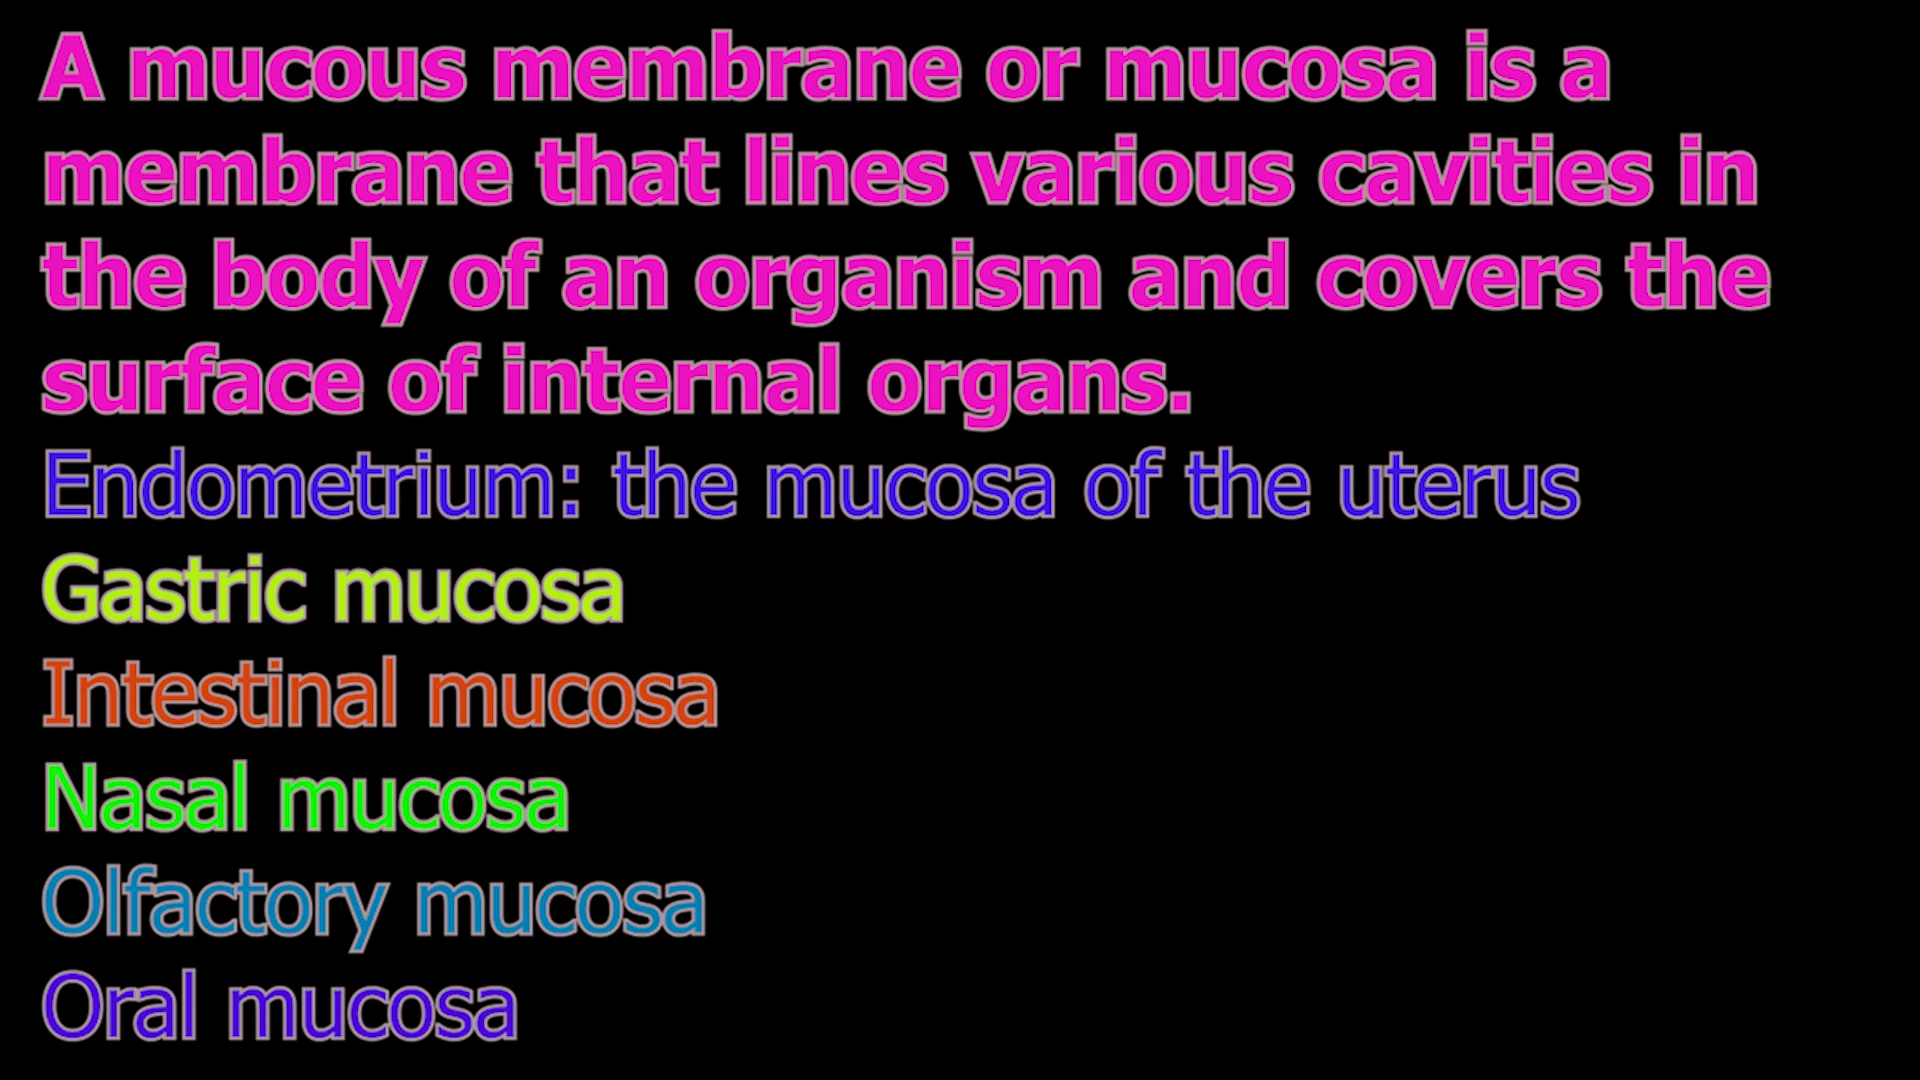 A mucous membrane or mucosa is a
membrane that lines various cavities in
the body of an organism and covers the
surface of internal organs.
Endometrium: the mucosa of the uterus
Gastric mucosa
Intestinal mucosa
Nasal mucosa
Olfactory mucosa
Oral mucosa